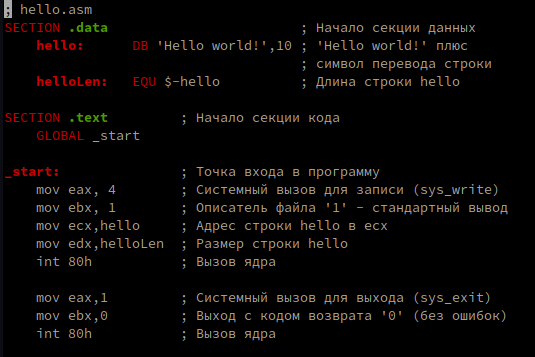 ; hello.asm
SECTION .data ; Начало секции данных
hello: DB 'Hello world!',10 ; 'Hello world!' плюс
; символ перевода строки
helloLen: EQU $-hello ; Длина строки hello
SECTION .text ; Начало секции кода
GLOBAL _start
_start: ; Точка входа в программу
mov eax, 4 ; Системный вызов для записи (sys_write)
mov ebx, 1 ; Описатель файла '1' - стандартный вывод
mov ecx,hello ; Адрес строки hello в ecx
mov edx,helloLen ; Размер строки hello
int 80h ; Вызов ядра
mov eax,1 ; Системный вызов для выхода (sys_exit)
mov ebx,0 ; Выход с кодом возврата '0' (без ошибок)
int 80h ; Вызов ядра